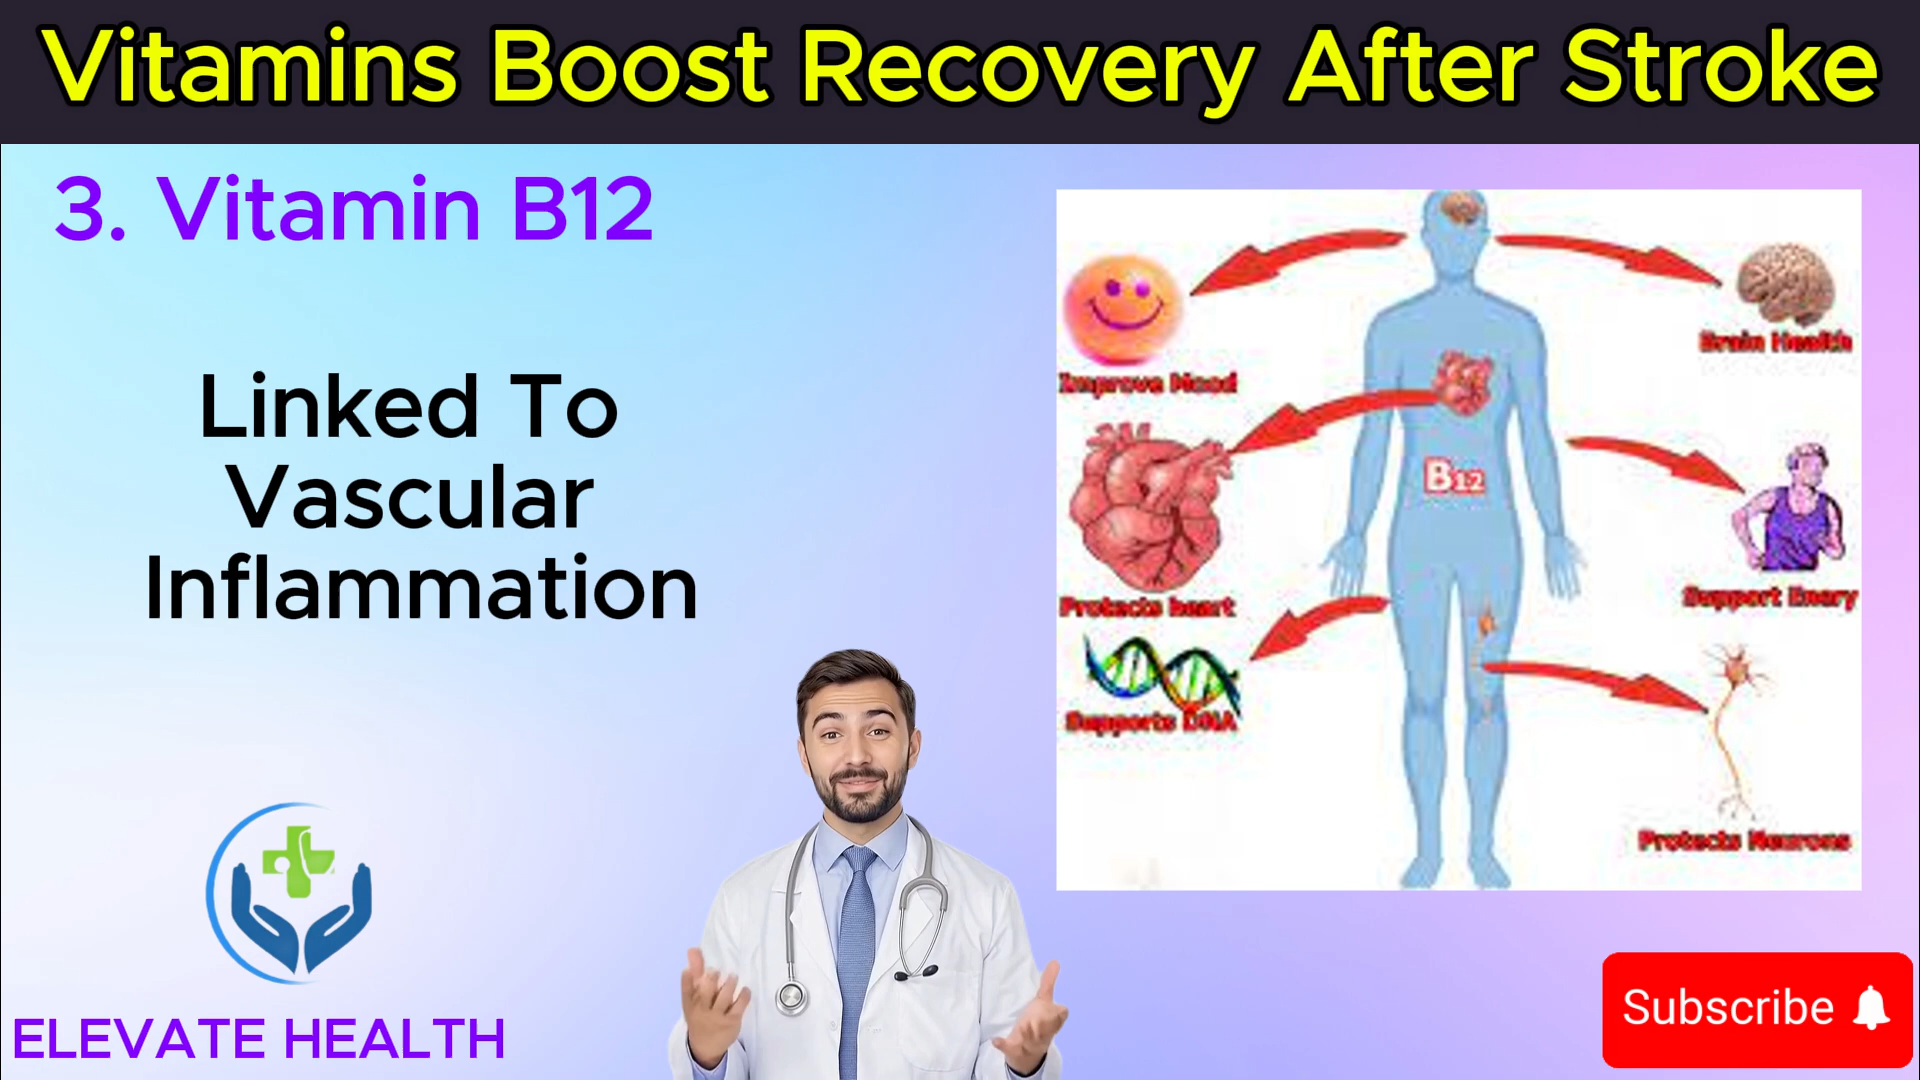 Vitamins Boost Recovery After Stroke
3. Vitamin B12
Linked To
Vascular
Inflammation
Improve Mood
Brain Health
B12
Protects heart
Support Enery
Supports DNA
Protects Neurons
ELEVATE HEALTH
Subscribe